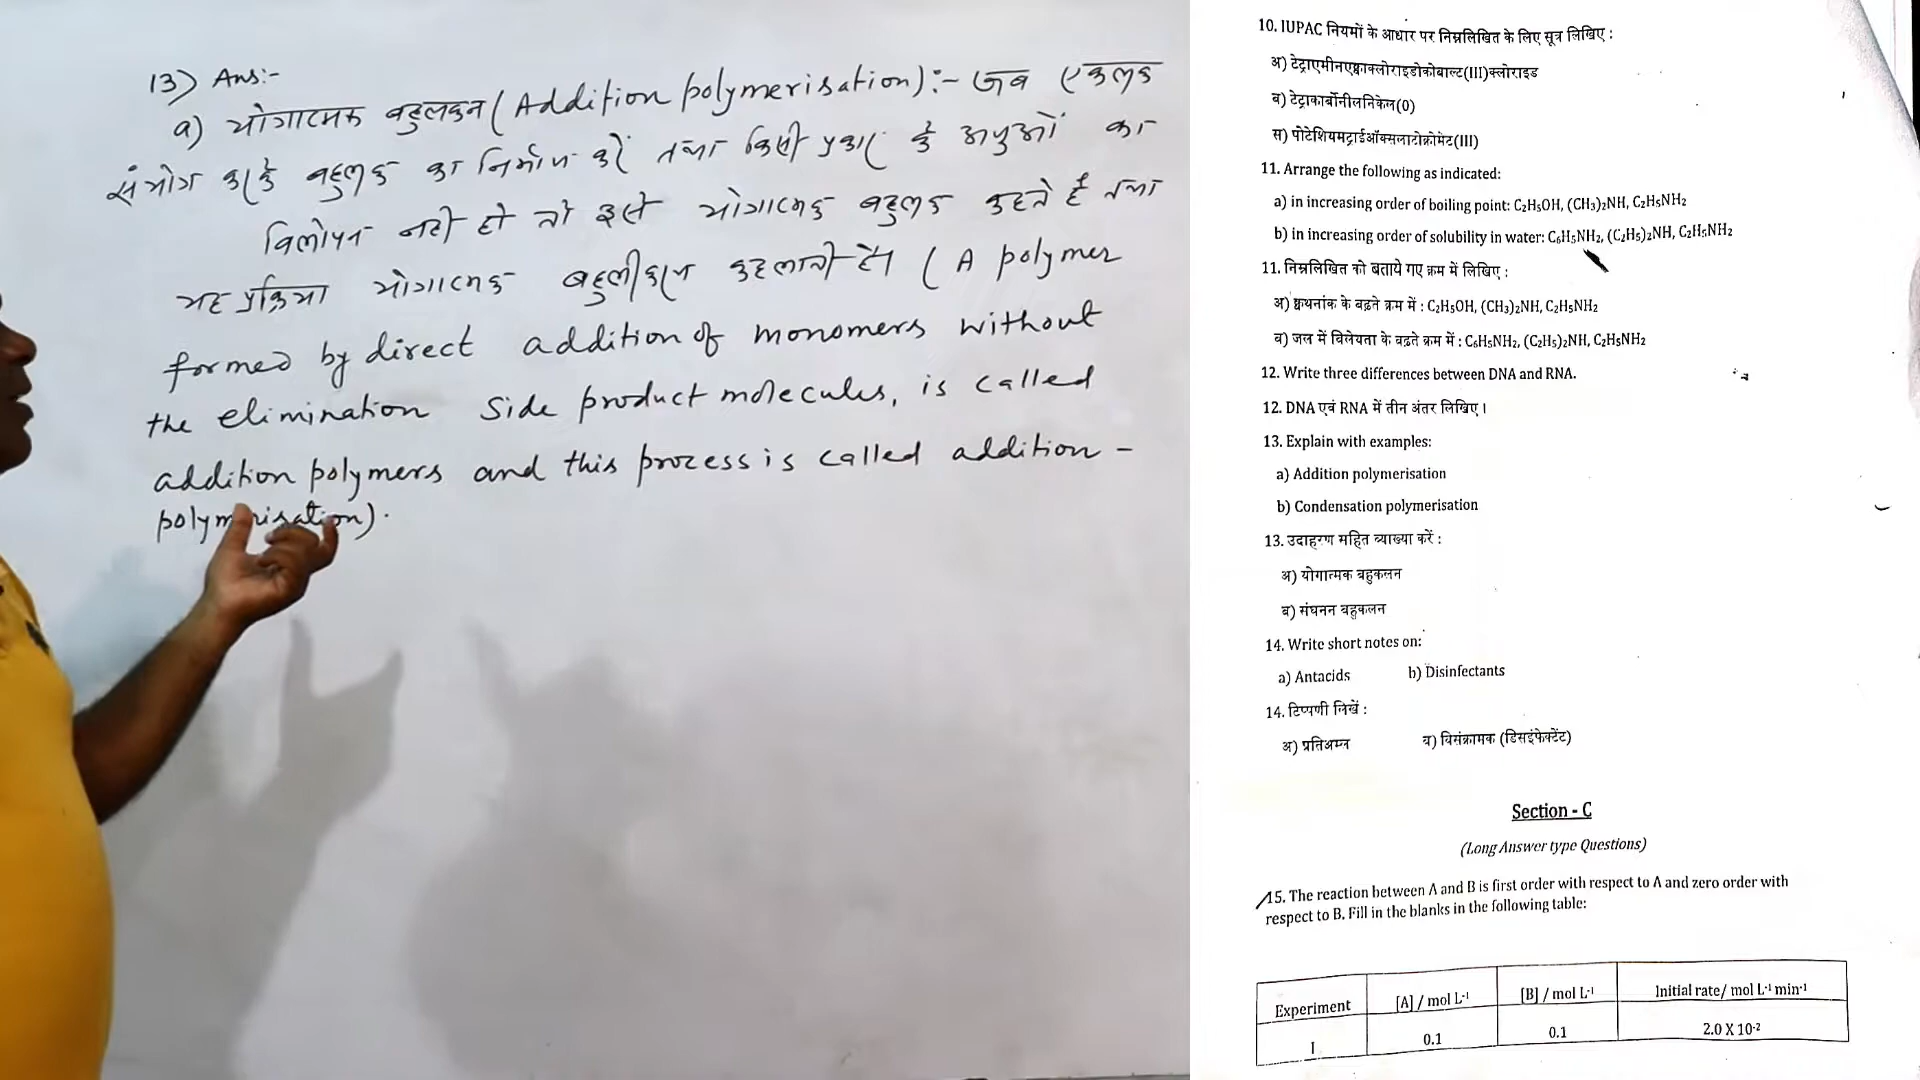 13) Ans:-
a) योगात्मक बहुलकन (Addition polymerisation):- जब एकलक
संयोग करके बहुलक का निर्माण करें तथा किसी प्रकार के अणुओं का
विलोपन नही हो तो इसे योगात्मक बहुलक कहते हैं तथा
यह प्रक्रिया योगात्मक बहुलीकरण कहलाती है। (A polymer
formed by direct addition of monomers without
the elimination side product molecules, is called
addition polymers and this process is called addition -
polymerisation).
10. IUPAC नियमों के आधार पर निम्नलिखित के लिए सूत्र लिखिए :
अ) टेट्राएमीनएक्वाक्लोराइडोकोबाल्ट(III)क्लोराइड
ब) टेट्राकार्बोनीलनिकेल(0)
स) पोटेशियमट्राईऑक्सलाटोक्रोमेट(III)
11. Arrange the following as indicated:
a) in increasing order of boiling point: C₂H₅OH, (CH₃)₂NH, C₂H₅NH₂
b) in increasing order of solubility in water: C₆H₅NH₂, (C₂H₅)₂NH, C₂H₅NH₂
11. निम्नलिखित को बताये गए क्रम में लिखिए :
अ) क्वथनांक के बढ़ते क्रम में : C₂H₅OH, (CH₃)₂NH, C₂H₅NH₂
ब) जल में विलेयता के बढ़ते क्रम में : C₆H₅NH₂, (C₂H₅)₂NH, C₂H₅NH₂
12. Write three differences between DNA and RNA.
12. DNA एवं RNA में तीन अंतर लिखिए।
13. Explain with examples:
a) Addition polymerisation
b) Condensation polymerisation
13. उदाहरण सहित व्याख्या करें :
अ) योगात्मक बहुकलन
ब) संघनन बहुकलन
14. Write short notes on:
a) Antacids b) Disinfectants
14. टिप्पणी लिखें :
अ) प्रतिअम्ल ब) विसंक्रामक (डिसइंफेक्टेंट)
Section - C
(Long Answer type Questions)
15. The reaction between A and B is first order with respect to A and zero order with
respect to B. Fill in the blanks in the following table:
Experiment [A] / mol L⁻¹ [B] / mol L⁻¹ Initial rate/ mol L⁻¹ min⁻¹
I 0.1 0.1 2.0 X 10⁻²